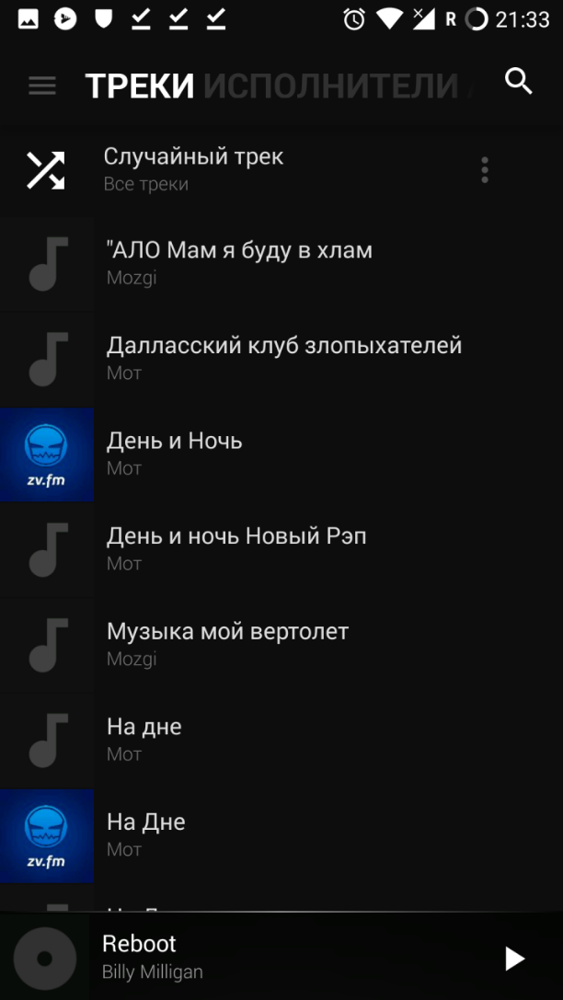 R 21:33
ТРЕКИ ИСПОЛНИТЕЛИ
Случайный трек
Все треки
"АЛО Мам я буду в хлам
Mozgi
Далласский клуб злопыхателей
Мот
zv.fm
День и Ночь
Мот
День и ночь Новый Рэп
Мот
Музыка мой вертолет
Mozgi
На дне
Мот
zv.fm
На Дне
Мот
Reboot
Billy Milligan